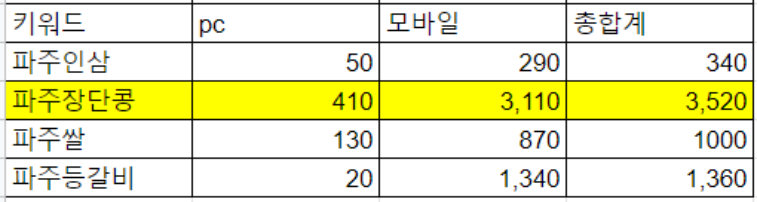 키워드 pc 모바일 총합계
파주인삼 50 290 340
파주장단콩 410 3,110 3,520
파주쌀 130 870 1000
파주등갈비 20 1,340 1,360